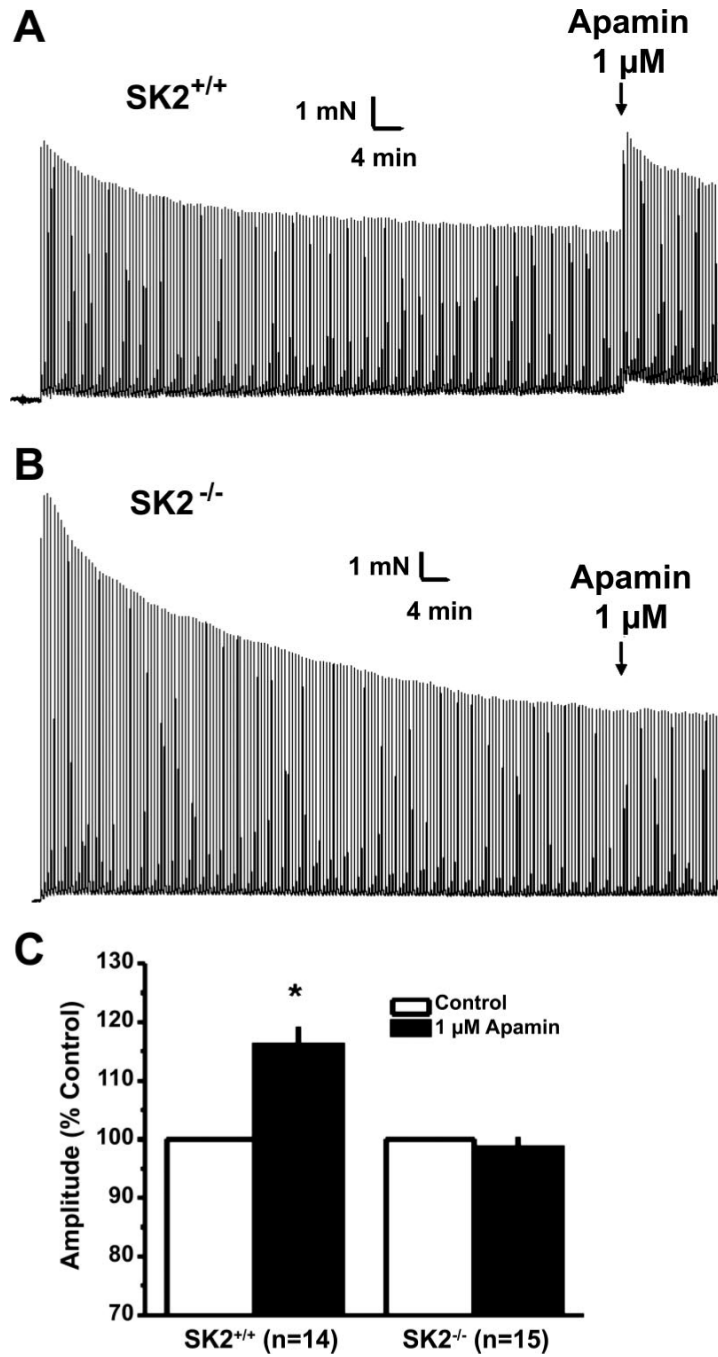 A
SK2+/+
1 mN
4 min
Apamin
1 µM
B
SK2 -/-
1 mN
4 min
Apamin
1 µM
C
Amplitude (% Control)
130
120
110
100
90
80
70
*
Control
1 µM Apamin
SK2+/+ (n=14)
SK2-/- (n=15)